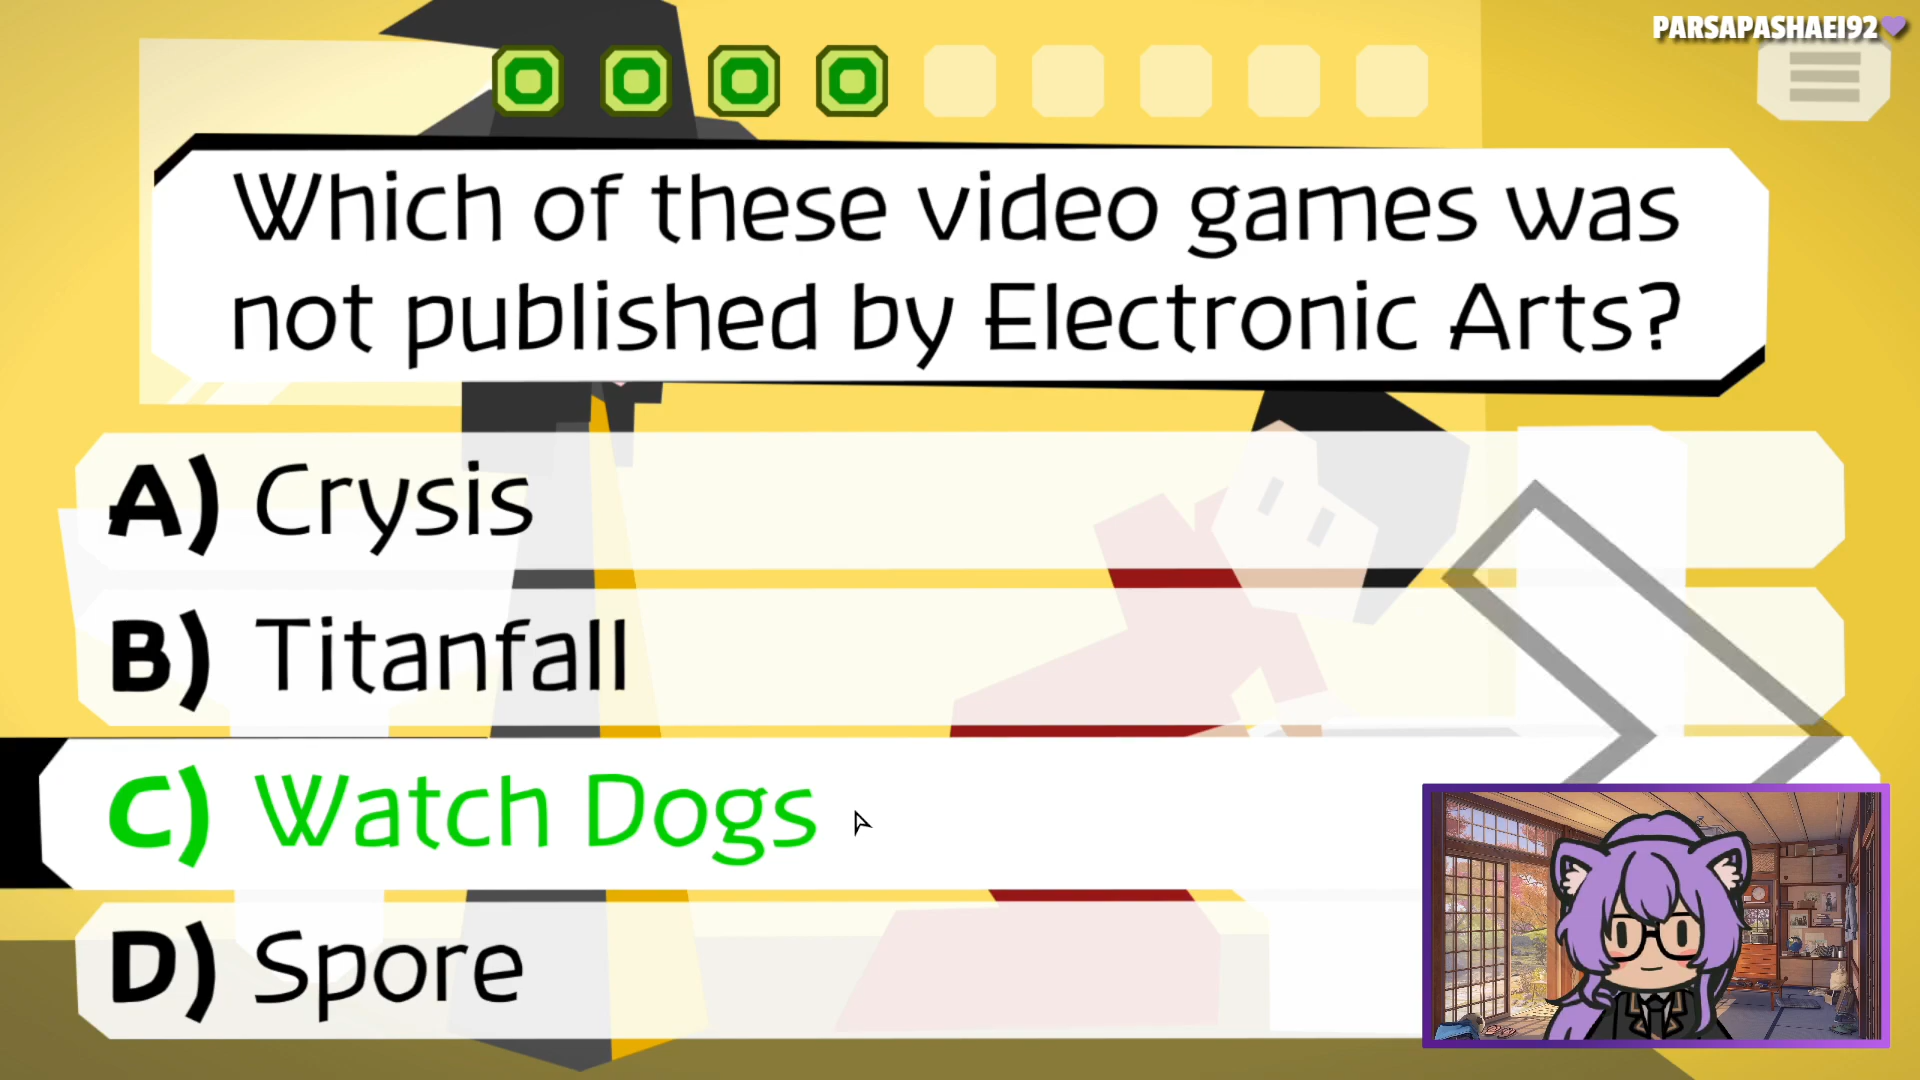 PARSAPASHAEI92
Which of these video games was
not published by Electronic Arts?
A) Crysis
B) Titanfall
C) Watch Dogs
D) Spore